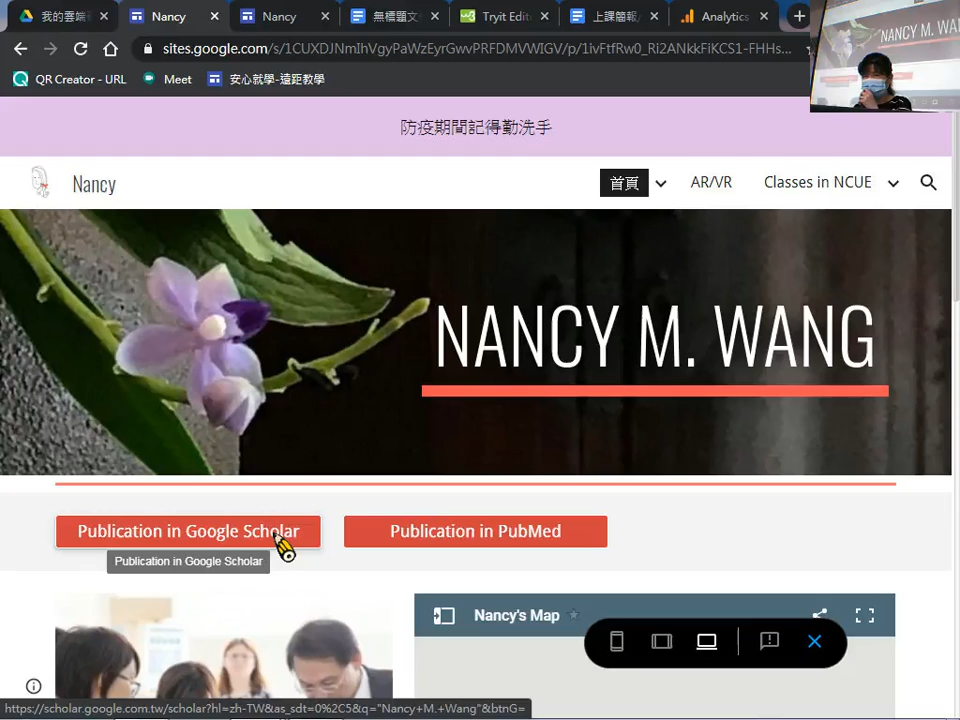 我的雲端
Nancy
Nancy
無標題文
Tryit Edit
上課簡報/
Analytics
sites.google.com/s/1CUXDJNmIhVgyPaWzEyrGwvPRFDMVWIGV/p/1ivFtfRw0_Ri2ANkkFiKCS1-FHHs...
QR Creator - URL
Meet
安心就學-遠距教學
NANCY M. WA
防疫期間記得勤洗手
Nancy
首頁
AR/VR
Classes in NCUE
NANCY M. WANG
Publication in Google Scholar
Publication in PubMed
Publication in Google Scholar
Nancy's Map
https://scholar.google.com.tw/scholar?hl=zh-TW&as_sdt=0%2C5&q="Nancy+M.+Wang"&btnG=